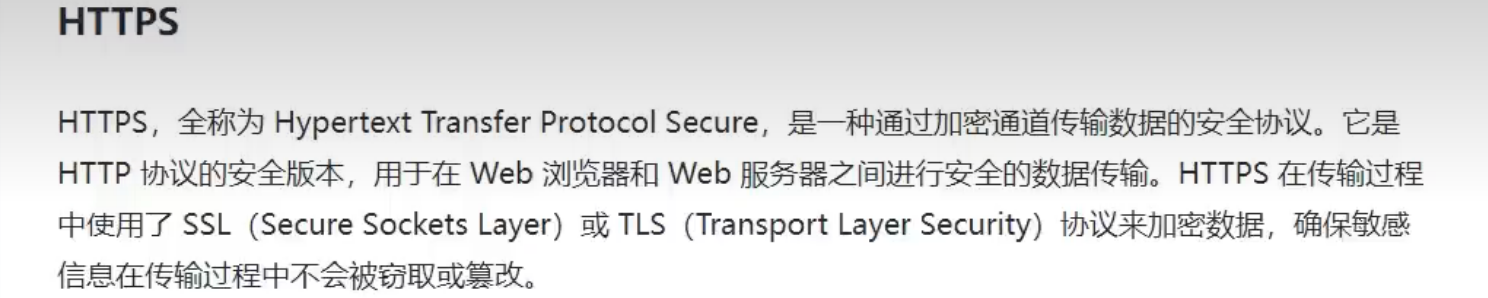 HTTPS
HTTPS，全称为 Hypertext Transfer Protocol Secure，是一种通过加密通道传输数据的安全协议。它是
HTTP 协议的安全版本，用于在 Web 浏览器和 Web 服务器之间进行安全的数据传输。HTTPS 在传输过程
中使用了 SSL（Secure Sockets Layer）或 TLS（Transport Layer Security）协议来加密数据，确保敏感
信息在传输过程中不会被窃取或篡改。